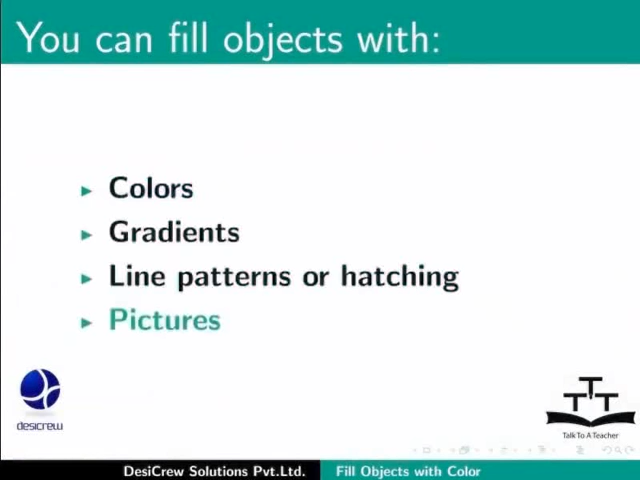 You can fill objects with:
Colors
Gradients
Line patterns or hatching
Pictures
desicrew
TTT
Talk To A Teacher
DesiCrew Solutions Pvt.Ltd.
Fill Objects with Color